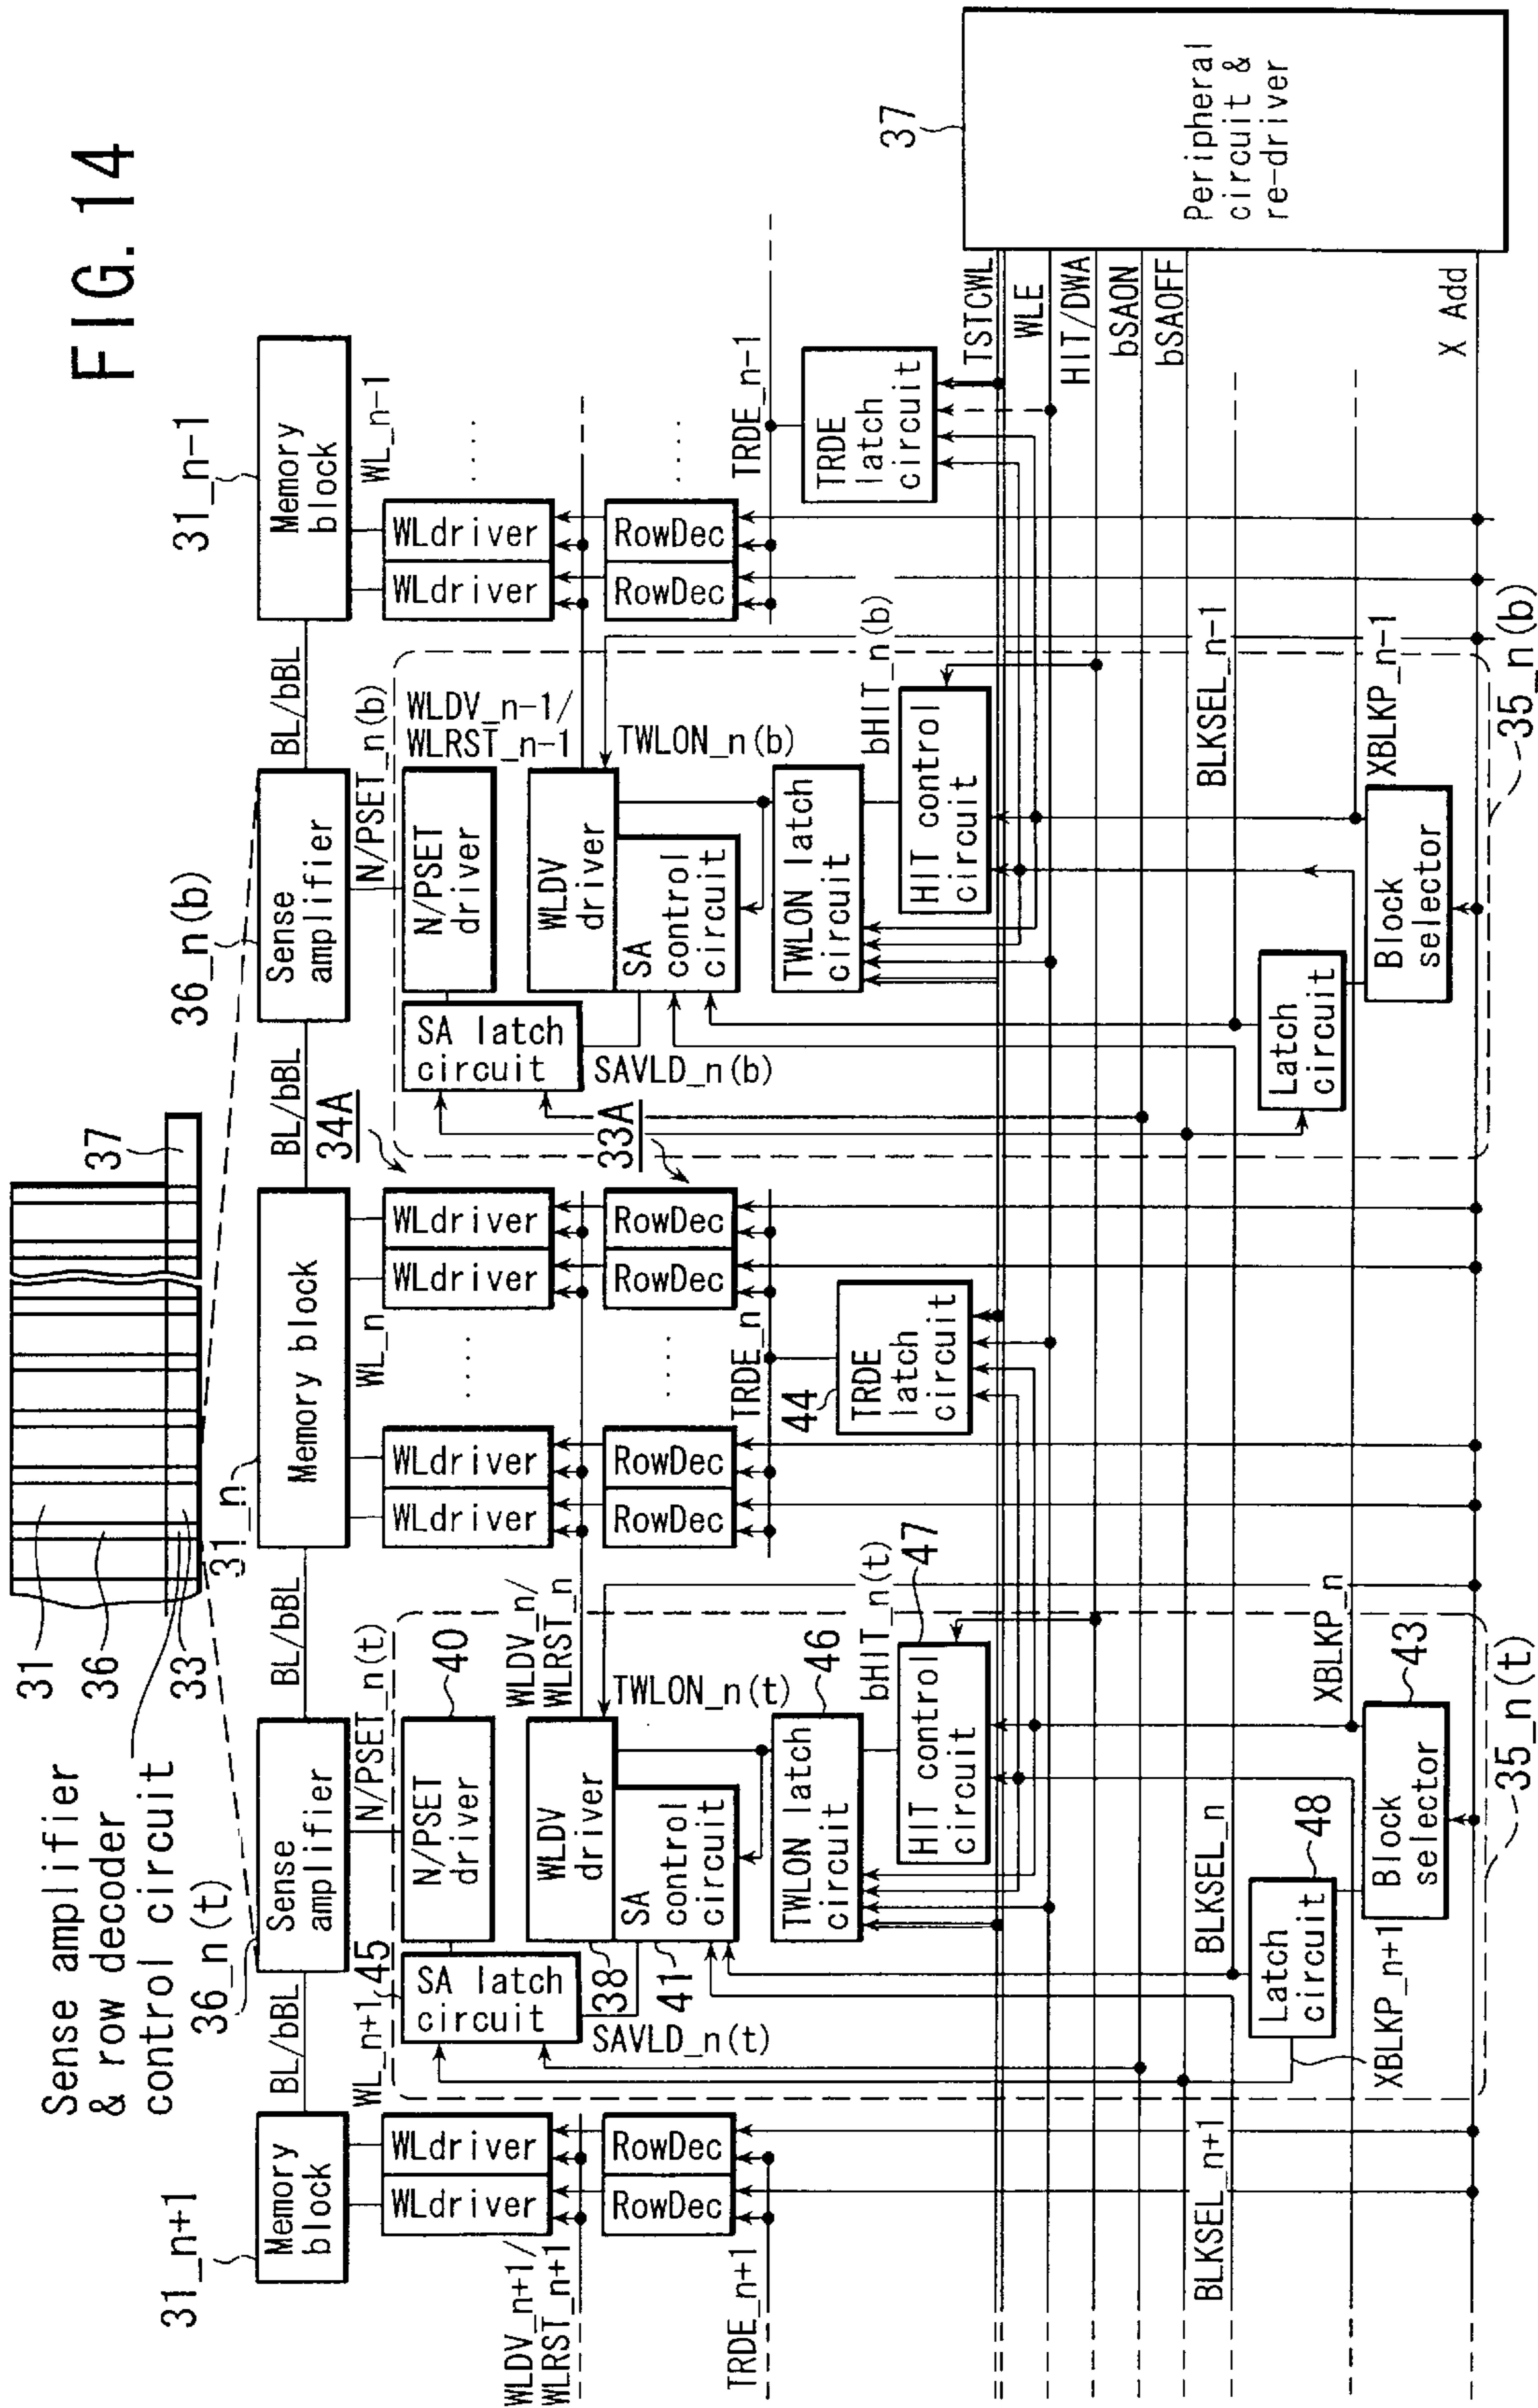 FIG. 14
Sense amplifier
& row decoder
control circuit
31
36
33
37
31_n+1
36_n(t)
31_n
36_n(b)
31_n-1
Memory
block
BL/bBL
Sense
amplifier
BL/bBL
Memory block
BL/bBL
Sense
amplifier
BL/bBL
Memory
block
WL_n+1
N/PSET_n(t)
WL_n
34A
N/PSET_n(b)
WL_n-1
WLdriver
WLdriver
45
SA latch
circuit
N/PSET
driver
40
WLdriver
WLdriver
WLdriver
WLdriver
SA latch
circuit
N/PSET
driver
WLDV_n-1/
WLRST_n-1
WLdriver
WLdriver
WLDV_n+1/
WLRST_n+1
WLDV_n/
WLRST_n
38
41
WLDV
driver
SA
control
circuit
SAVLD_n(t)
TWLON_n(t)
33A
WLDV
driver
SA
control
circuit
SAVLD_n(b)
TWLON_n(b)
RowDec
RowDec
RowDec
RowDec
RowDec
RowDec
RowDec
RowDec
TRDE_n+1
TRDE_n
TRDE_n-1
TWLON latch
circuit
46
44
TRDE
latch
circuit
TWLON latch
circuit
TRDE
latch
circuit
bHIT_n(t)
47
HIT control
circuit
bHIT_n(b)
HIT control
circuit
37
Peripheral
circuit &
re-driver
TSTCWL
WLE
HIT/DWA
bSAON
bSAOFF
X Add
BLKSEL_n+1
BLKSEL_n
BLKSEL_n-1
Latch
circuit
48
Latch
circuit
XBLKP_n+1
XBLKP_n
XBLKP_n-1
Block
selector
43
Block
selector
35_n(t)
35_n(b)